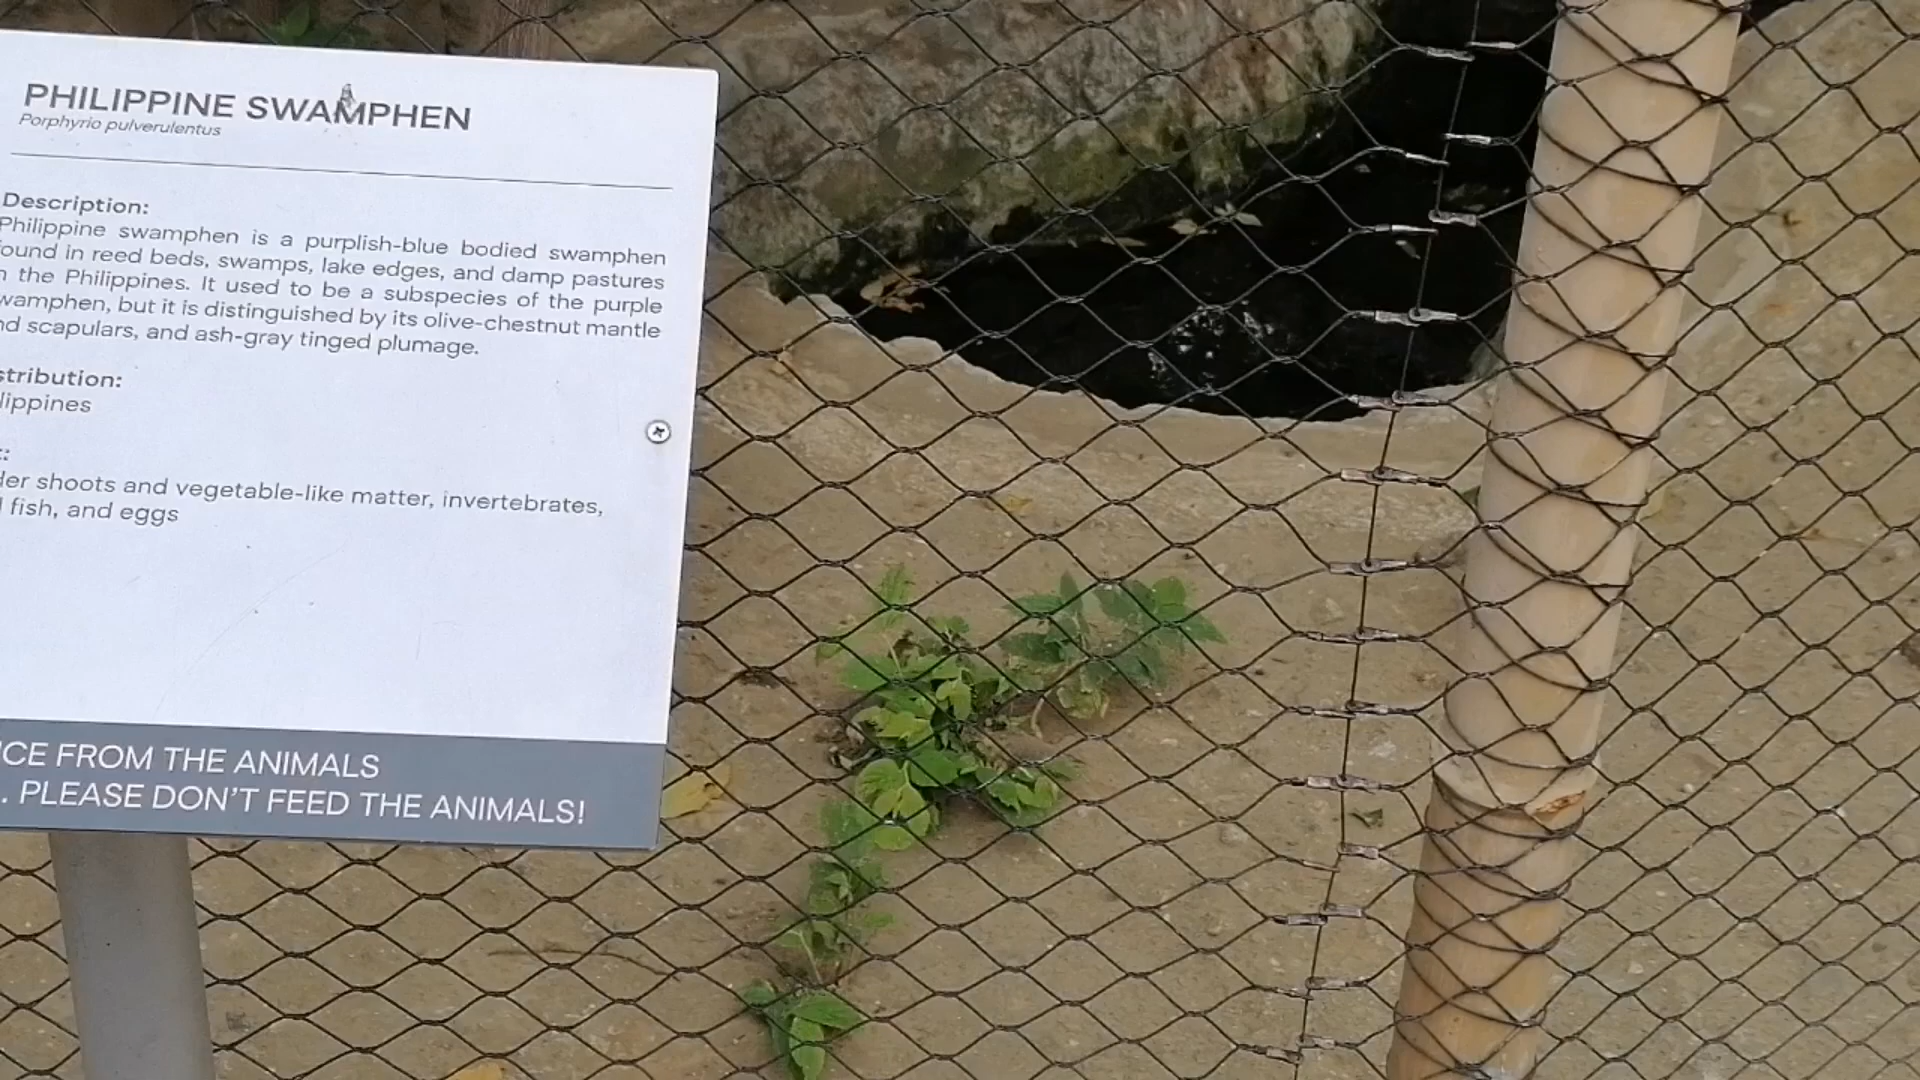 PHILIPPINE SWAMPHEN
Porphyrio pulverulentus
Description:
Philippine swamphen is a purplish-blue bodied swamphen
ound in reed beds, swamps, lake edges, and damp pastures
n the Philippines. It used to be a subspecies of the purple
wamphen, but it is distinguished by its olive-chestnut mantle
nd scapulars, and ash-gray tinged plumage.
stribution:
lippines
:
der shoots and vegetable-like matter, invertebrates,
fish, and eggs
CE FROM THE ANIMALS
. PLEASE DON'T FEED THE ANIMALS!